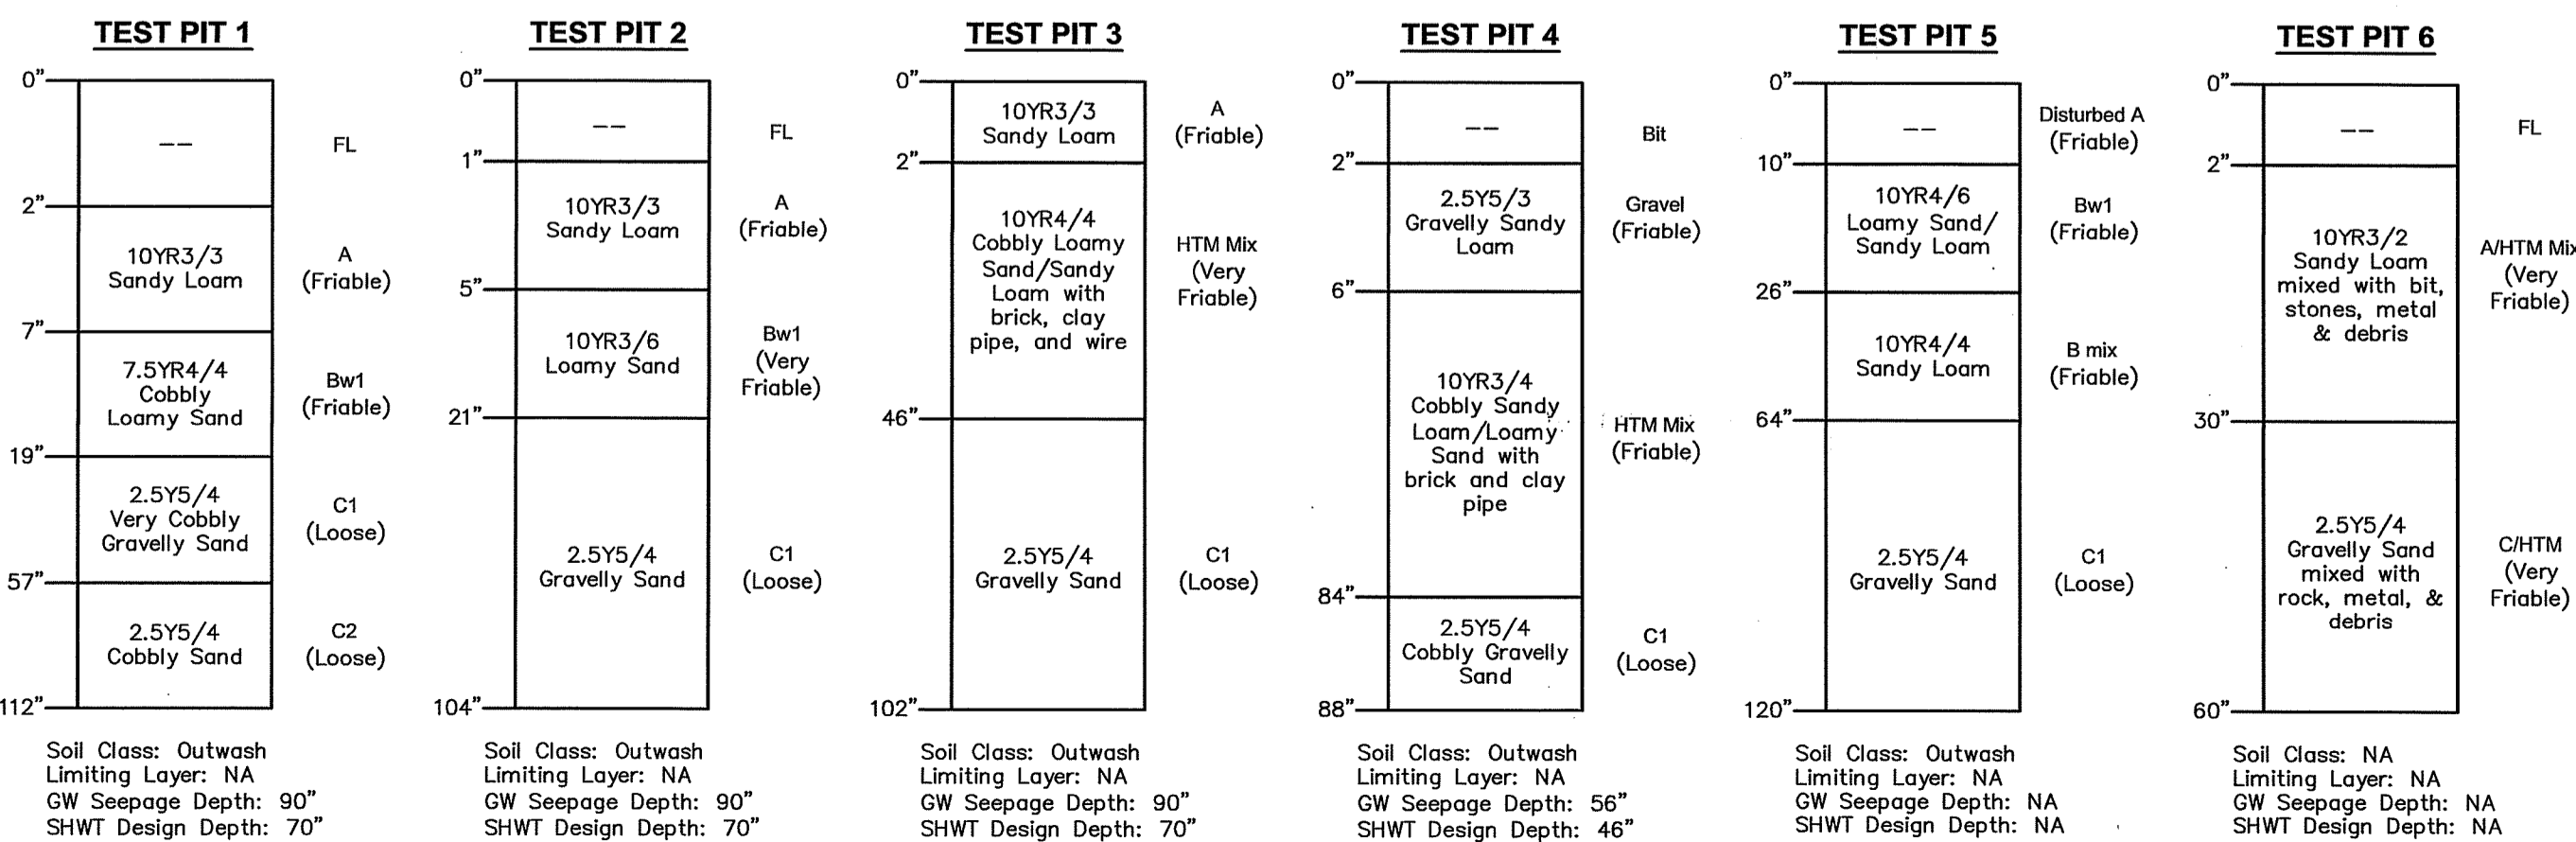 TEST PIT 1
0”
——
FL
2”
10YR3/3
Sandy Loam
A
(Friable)
7”
7.5YR4/4
Cobbly
Loamy Sand
Bw1
(Friable)
19”
2.5Y5/4
Very Cobbly
Gravelly Sand
C1
(Loose)
57”
2.5Y5/4
Cobbly Sand
C2
(Loose)
112”
Soil Class: Outwash
Limiting Layer: NA
GW Seepage Depth: 90”
SHWT Design Depth: 70”
TEST PIT 2
0”
——
FL
1”
10YR3/3
Sandy Loam
A
(Friable)
5”
10YR3/6
Loamy Sand
Bw1
(Very
Friable)
21”
2.5Y5/4
Gravelly Sand
C1
(Loose)
104”
Soil Class: Outwash
Limiting Layer: NA
GW Seepage Depth: 90”
SHWT Design Depth: 70”
TEST PIT 3
0”
10YR3/3
Sandy Loam
A
(Friable)
2”
10YR4/4
Cobbly Loamy
Sand/Sandy
Loam with
brick, clay
pipe, and wire
HTM Mix
(Very
Friable)
46”
2.5Y5/4
Gravelly Sand
C1
(Loose)
102”
Soil Class: Outwash
Limiting Layer: NA
GW Seepage Depth: 90”
SHWT Design Depth: 70”
TEST PIT 4
0”
——
Bit
2”
2.5Y5/3
Gravelly Sandy
Loam
Gravel
(Friable)
6”
10YR3/4
Cobbly Sandy
Loam/Loamy
Sand with
brick and clay
pipe
HTM Mix
(Friable)
84”
2.5Y5/4
Cobbly Gravelly
Sand
C1
(Loose)
88”
Soil Class: Outwash
Limiting Layer: NA
GW Seepage Depth: 56”
SHWT Design Depth: 46”
TEST PIT 5
0”
——
Disturbed A
(Friable)
10”
10YR4/6
Loamy Sand/
Sandy Loam
Bw1
(Friable)
26”
10YR4/4
Sandy Loam
B mix
(Friable)
64”
2.5Y5/4
Gravelly Sand
C1
(Loose)
120”
Soil Class: Outwash
Limiting Layer: NA
GW Seepage Depth: NA
SHWT Design Depth: NA
TEST PIT 6
0”
——
FL
2”
10YR3/2
Sandy Loam
mixed with bit,
stones, metal
& debris
A/HTM Mix
(Very
Friable)
30”
2.5Y5/4
Gravelly Sand
mixed with
rock, metal, &
debris
C/HTM
(Very
Friable)
60”
Soil Class: NA
Limiting Layer: NA
GW Seepage Depth: NA
SHWT Design Depth: NA